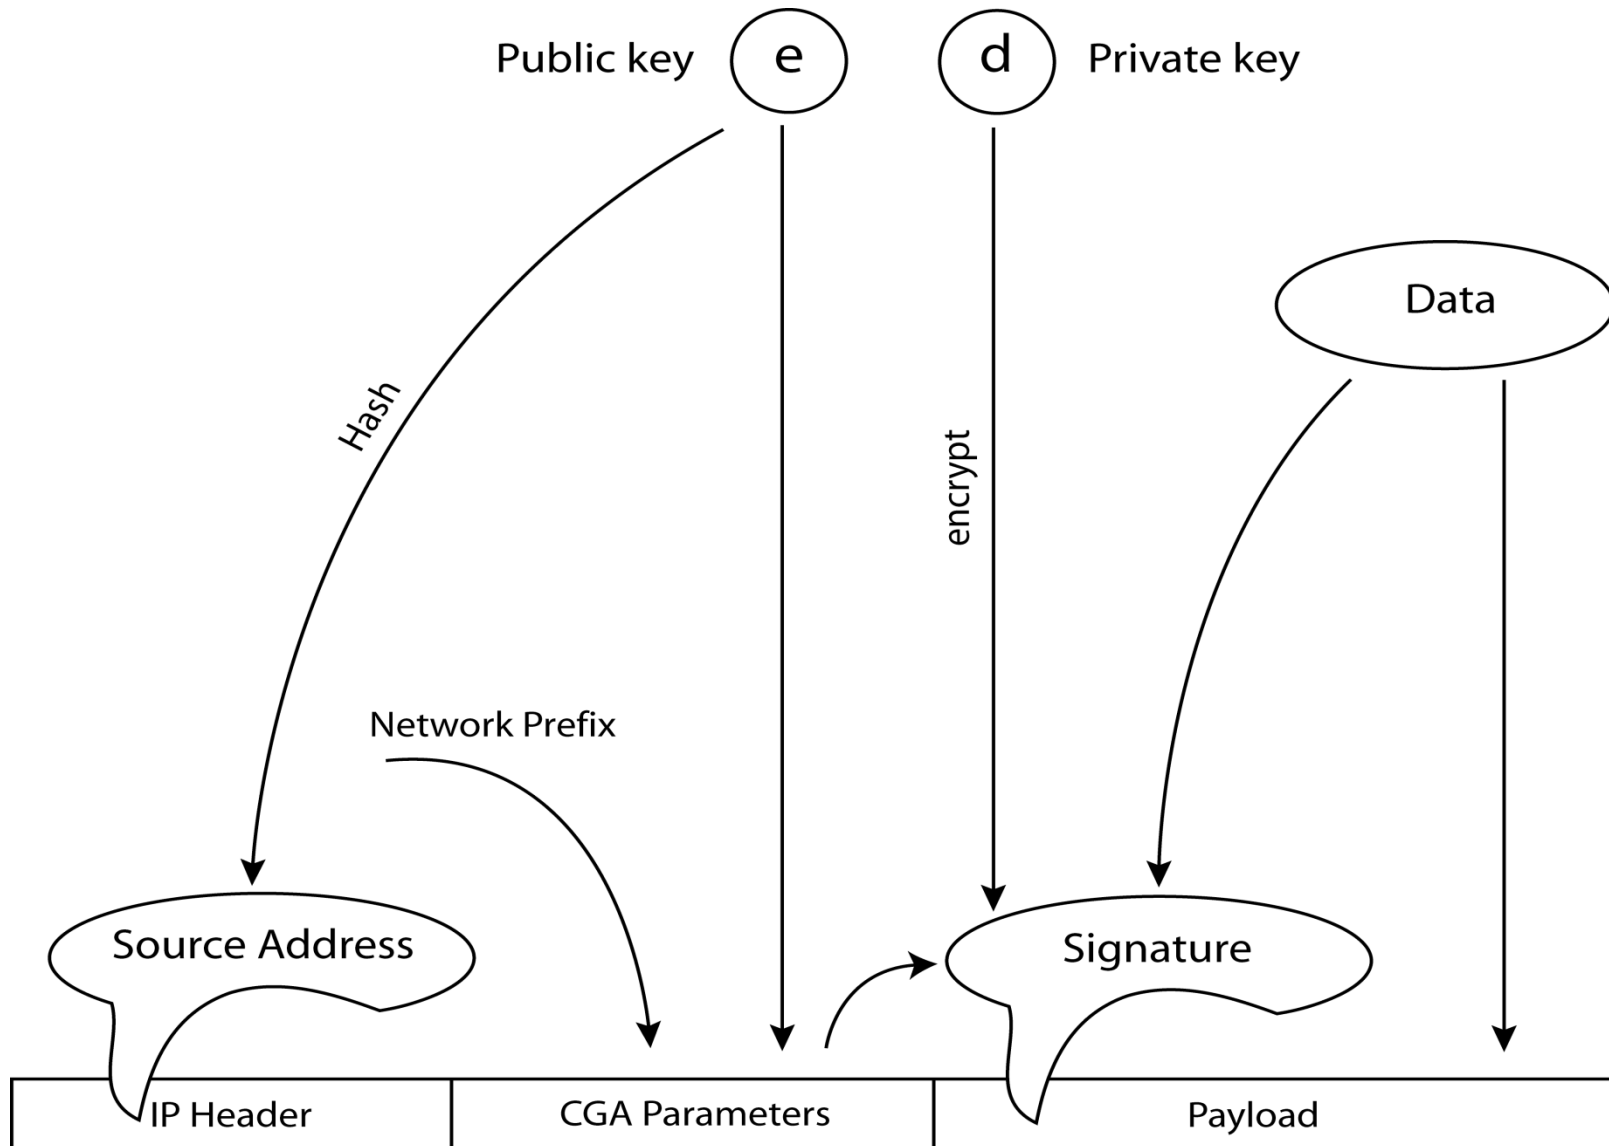 Public key
e
d
Private key
Data
Hash
encrypt
Network Prefix
Source Address
Signature
IP Header
CGA Parameters
Payload